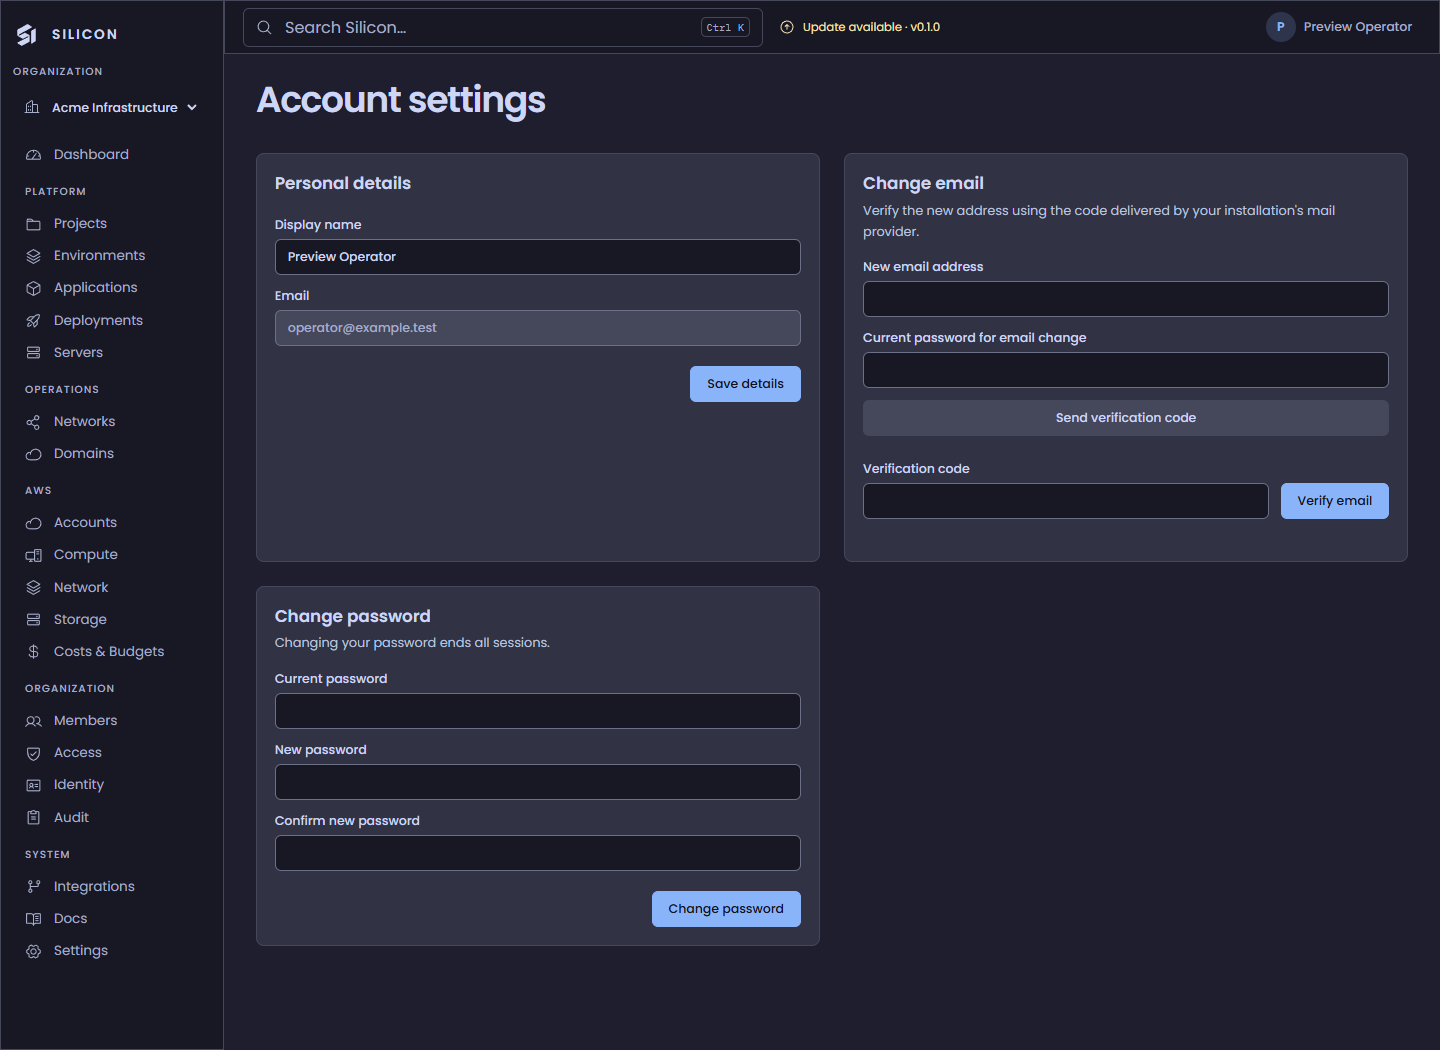 SILICON
ORGANIZATION
Acme Infrastructure
Dashboard
PLATFORM
Projects
Environments
Applications
Deployments
Servers
OPERATIONS
Networks
Domains
AWS
Accounts
Compute
Network
Storage
Costs & Budgets
ORGANIZATION
Members
Access
Identity
Audit
SYSTEM
Integrations
Docs
Settings
Search Silicon...
Ctrl K
Update available · v0.1.0
P
Preview Operator
Account settings
Personal details
Display name
Preview Operator
Email
operator@example.test
Save details
Change email
Verify the new address using the code delivered by your installation's mail
provider.
New email address
Current password for email change
Send verification code
Verification code
Verify email
Change password
Changing your password ends all sessions.
Current password
New password
Confirm new password
Change password